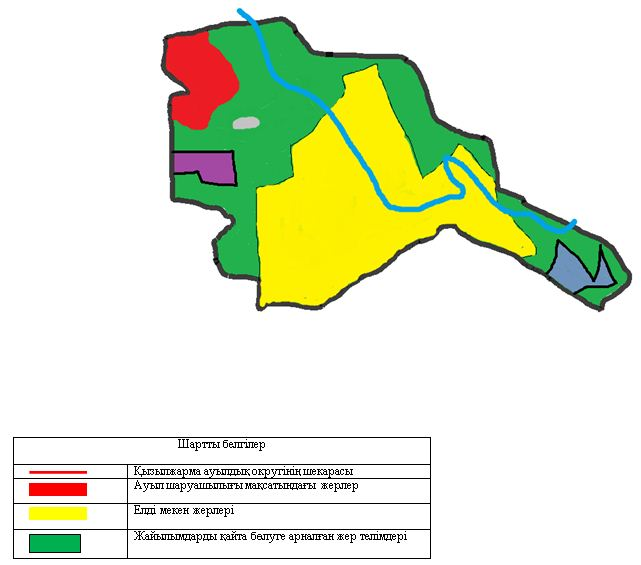 Шартты белгілер
Қызылжарма ауылдық округінің шекарасы
Ауыл шаруашылығы мақсатындағы жерлер
Елді мекен жерлері
Жайылымдарды қайта бөлуге арналған жер телімдері